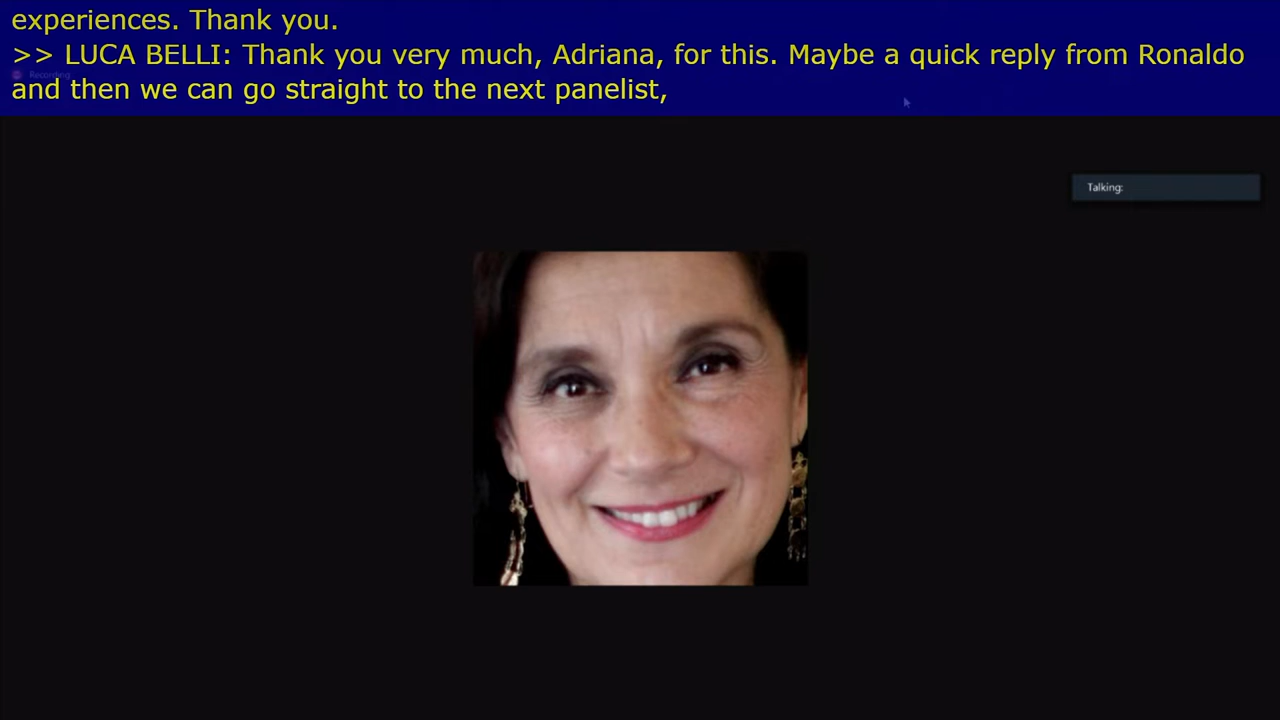 experiences. Thank you.
>> LUCA BELLI: Thank you very much, Adriana, for this. Maybe a quick reply from Ronaldo
Recording
and then we can go straight to the next panelist,
Talking: